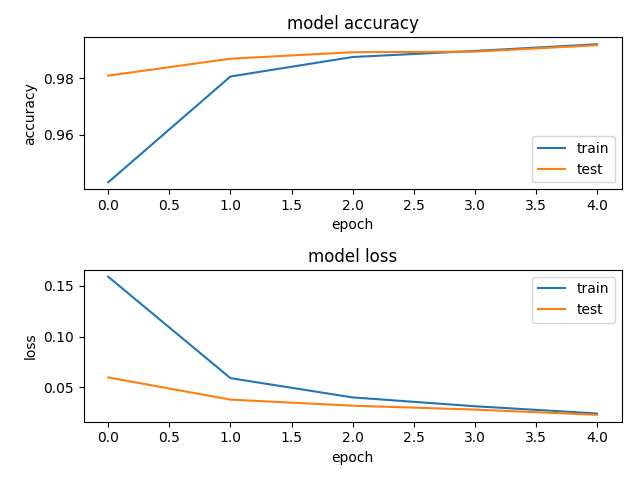 model accuracy
0.98
0.96
accuracy
train
test
0.0 0.5 1.0 1.5 2.0 2.5 3.0 3.5 4.0
epoch
model loss
0.15
0.10
0.05
loss
train
test
0.0 0.5 1.0 1.5 2.0 2.5 3.0 3.5 4.0
epoch